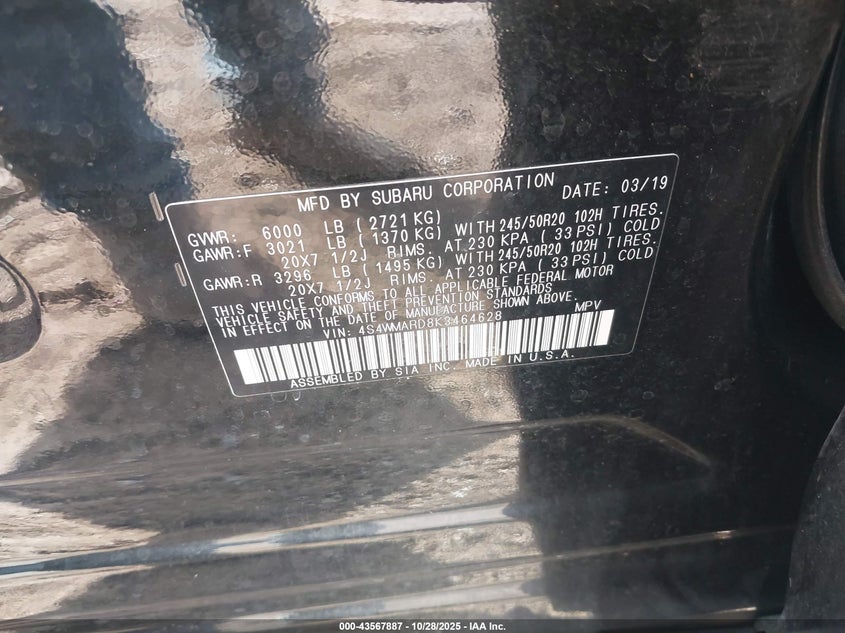 MFD BY SUBARU CORPORATION DATE: 03/19
GVWR: 6000 LB ( 2721 KG)
GAWR:F 3021 LB ( 1370 KG) WITH 245/50R20 102H TIRES.
20X7 1/2J RIMS. AT 230 KPA ( 33 PSI) COLD
GAWR:R 3296 LB ( 1495 KG) WITH 245/50R20 102H TIRES.
20X7 1/2J RIMS. AT 230 KPA ( 33 PSI) COLD
THIS VEHICLE CONFORMS TO ALL APPLICABLE FEDERAL MOTOR
VEHICLE SAFETY AND THEFT PREVENTION STANDARDS
IN EFFECT ON THE DATE OF MANUFACTURE SHOWN ABOVE.
VIN: 4S4WMARD8K3464628 MPV
ASSEMBLED BY SIA INC. MADE IN U.S.A.
000-43567887 - 10/28/2025 - IAA Inc.